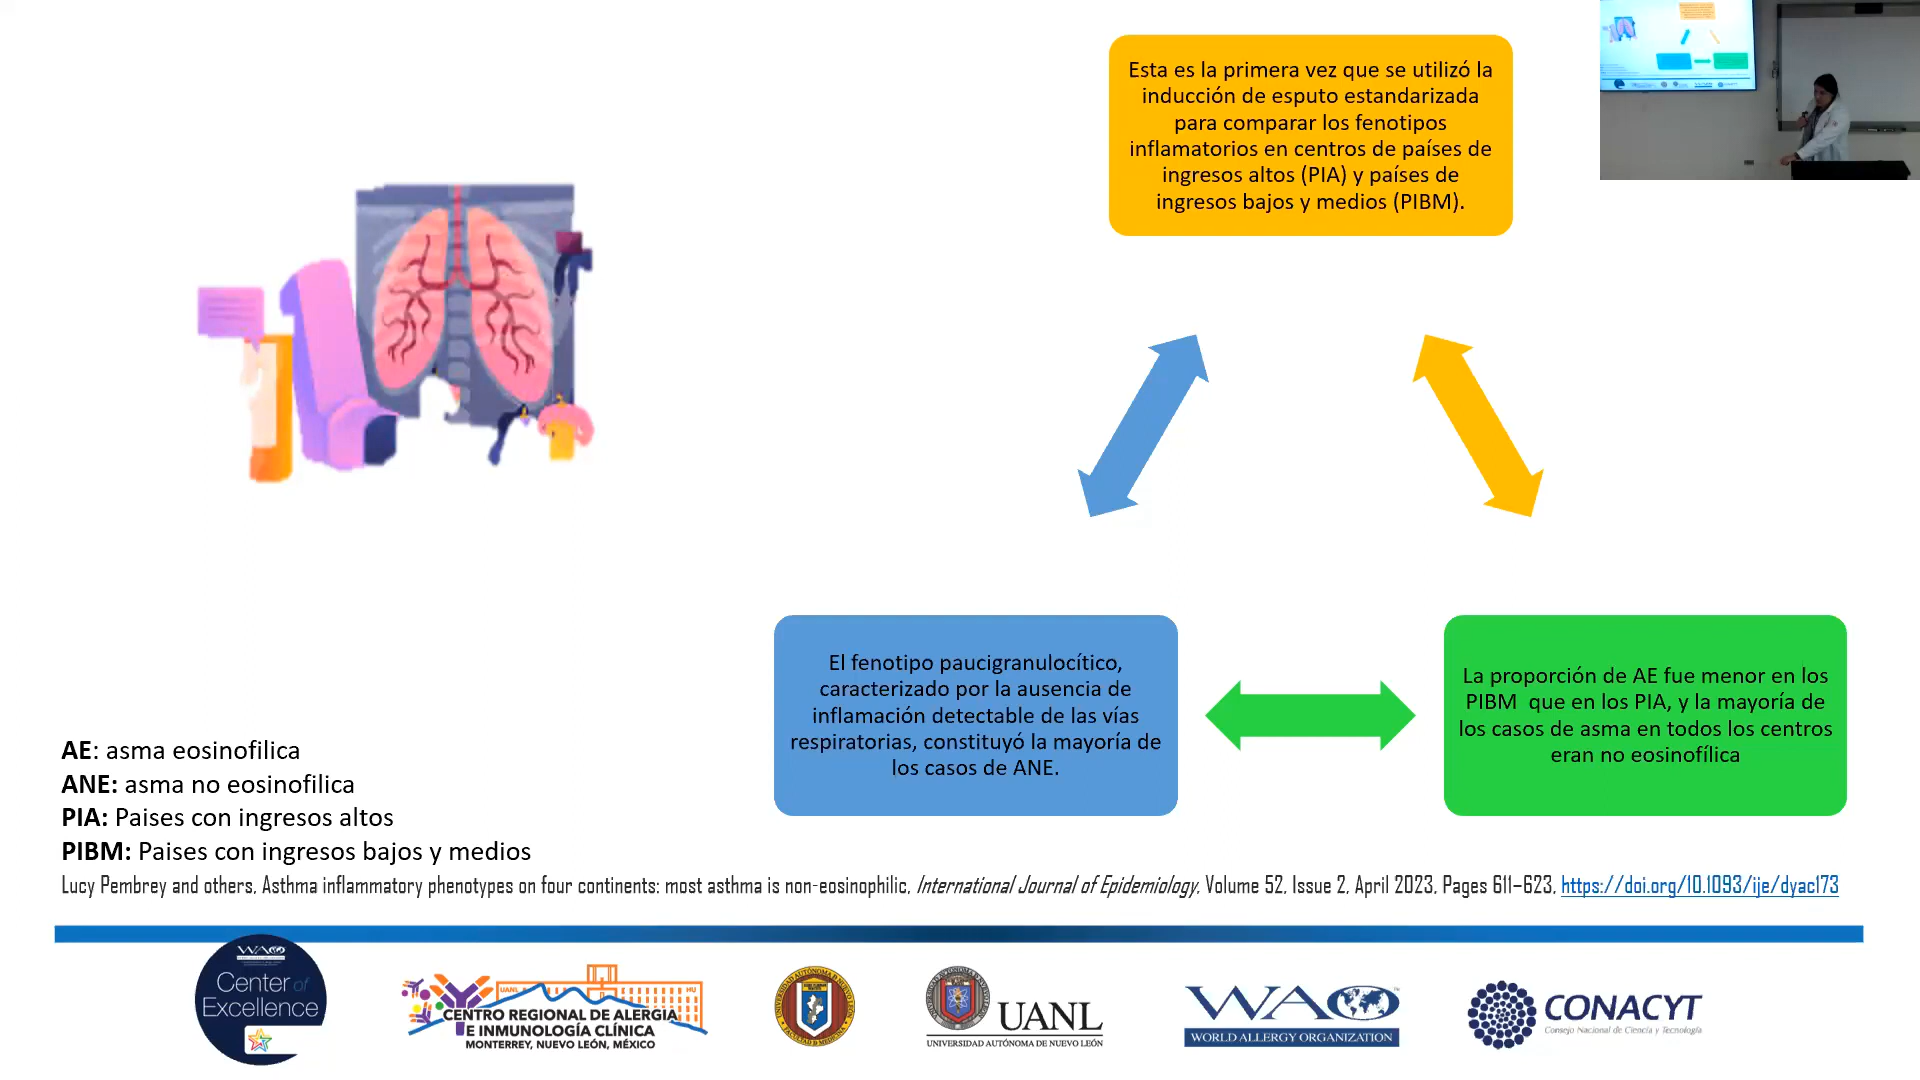 Esta es la primera vez que se utilizó la
inducción de esputo estandarizada
para comparar los fenotipos
inflamatorios en centros de países de
ingresos altos (PIA) y países de
ingresos bajos y medios (PIBM).
El fenotipo paucigranulocítico,
caracterizado por la ausencia de
inflamación detectable de las vías
respiratorias, constituyó la mayoría de
los casos de ANE.
La proporción de AE fue menor en los
PIBM que en los PIA, y la mayoría de
los casos de asma en todos los centros
eran no eosinofílica
AE: asma eosinofilica
ANE: asma no eosinofilica
PIA: Paises con ingresos altos
PIBM: Paises con ingresos bajos y medios
Lucy Pembrey and others, Asthma inflammatory phenotypes on four continents: most asthma is non-eosinophilic, International Journal of Epidemiology, Volume 52, Issue 2, April 2023, Pages 611–623, https://doi.org/10.1093/ije/dyac173
WAO
Center of
Excellence
UANL
HU
CENTRO REGIONAL DE ALERGIA
E INMUNOLOGÍA CLÍNICA
MONTERREY, NUEVO LEÓN, MÉXICO
UANL
UNIVERSIDAD AUTÓNOMA DE NUEVO LEÓN
WAO
WORLD ALLERGY ORGANIZATION
CONACYT
Consejo Nacional de Ciencia y Tecnología